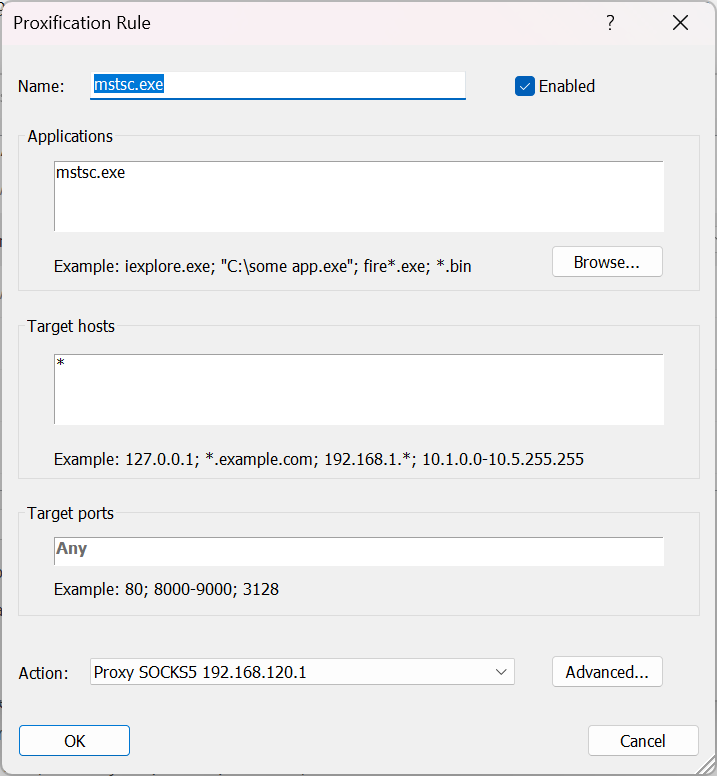 Proxification Rule
?
Name: mstsc.exe Enabled
Applications
mstsc.exe
Example: iexplore.exe; "C:\some app.exe"; fire*.exe; *.bin Browse...
Target hosts
*
Example: 127.0.0.1; *.example.com; 192.168.1.*; 10.1.0.0-10.5.255.255
Target ports
Any
Example: 80; 8000-9000; 3128
Action: Proxy SOCKS5 192.168.120.1 Advanced...
OK Cancel